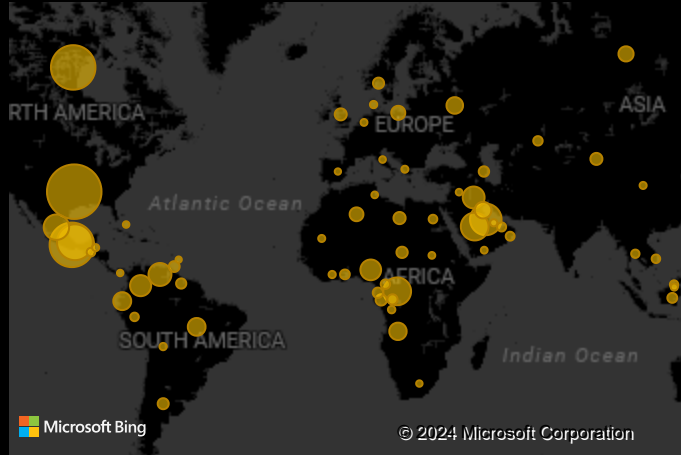 RTH AMERICA
ASIA
EUROPE
Atlantic Ocean
AFRICA
SOUTH AMERICA
Indian Ocean
Microsoft Bing
© 2024 Microsoft Corporation